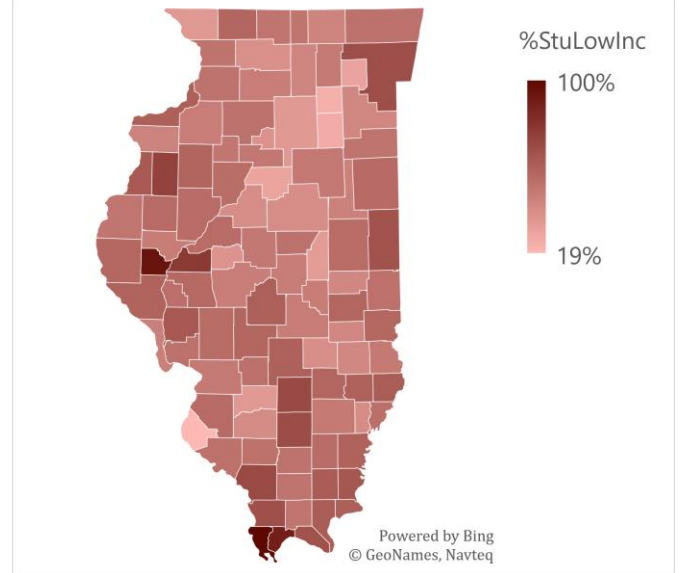 %StuLowInc
100%
19%
Powered by Bing
© GeoNames, Navteq